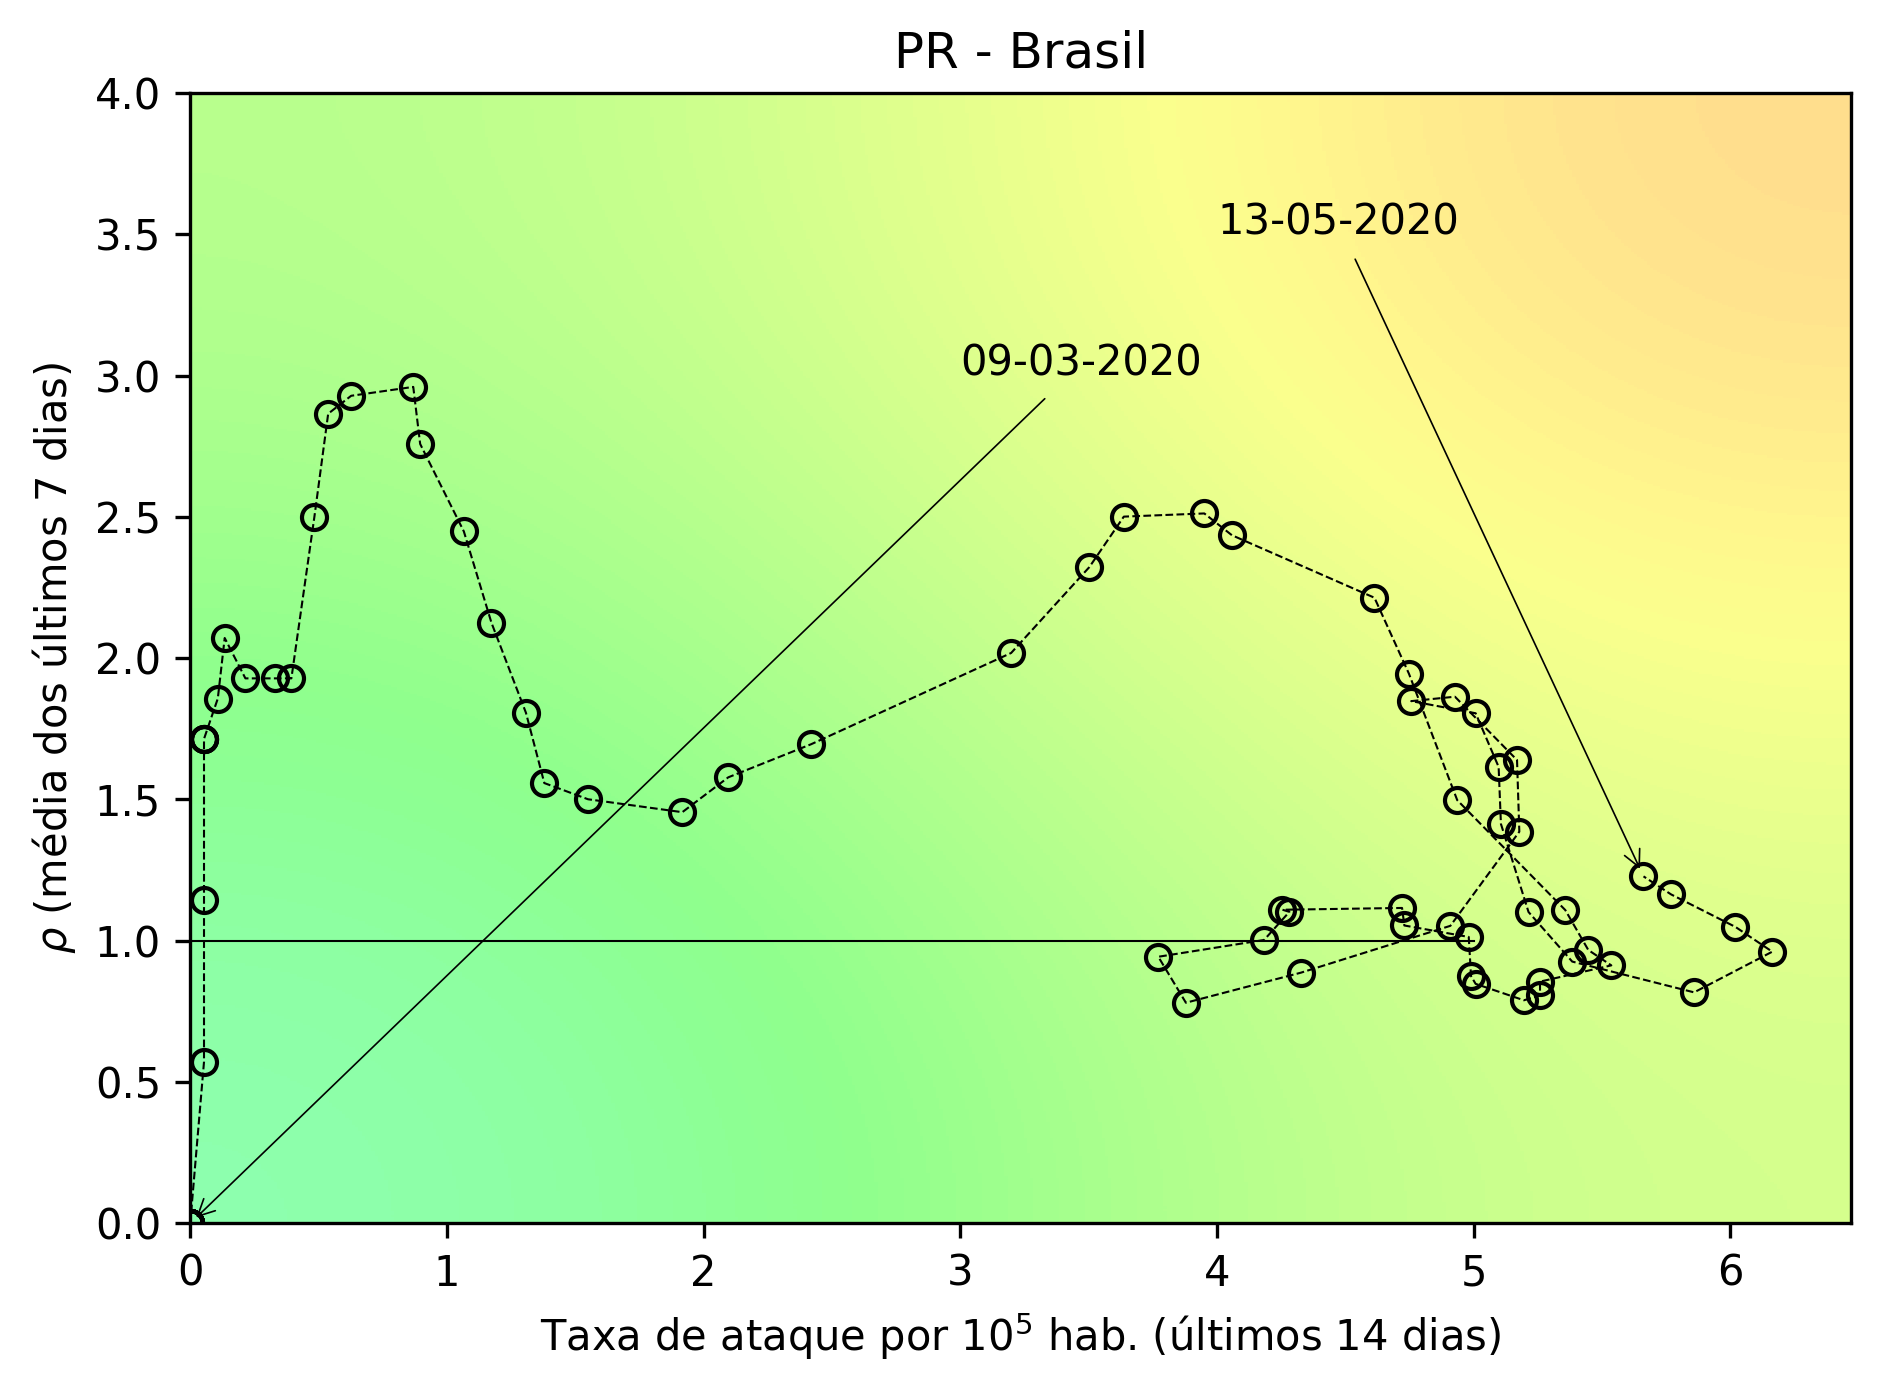 PR - Brasil
4.0
3.5
3.0
2.5
2.0
1.5
1.0
0.5
0.0
ρ (média dos últimos 7 dias)
13-05-2020
09-03-2020
0 1 2 3 4 5 6
Taxa de ataque por 10⁵ hab. (últimos 14 dias)